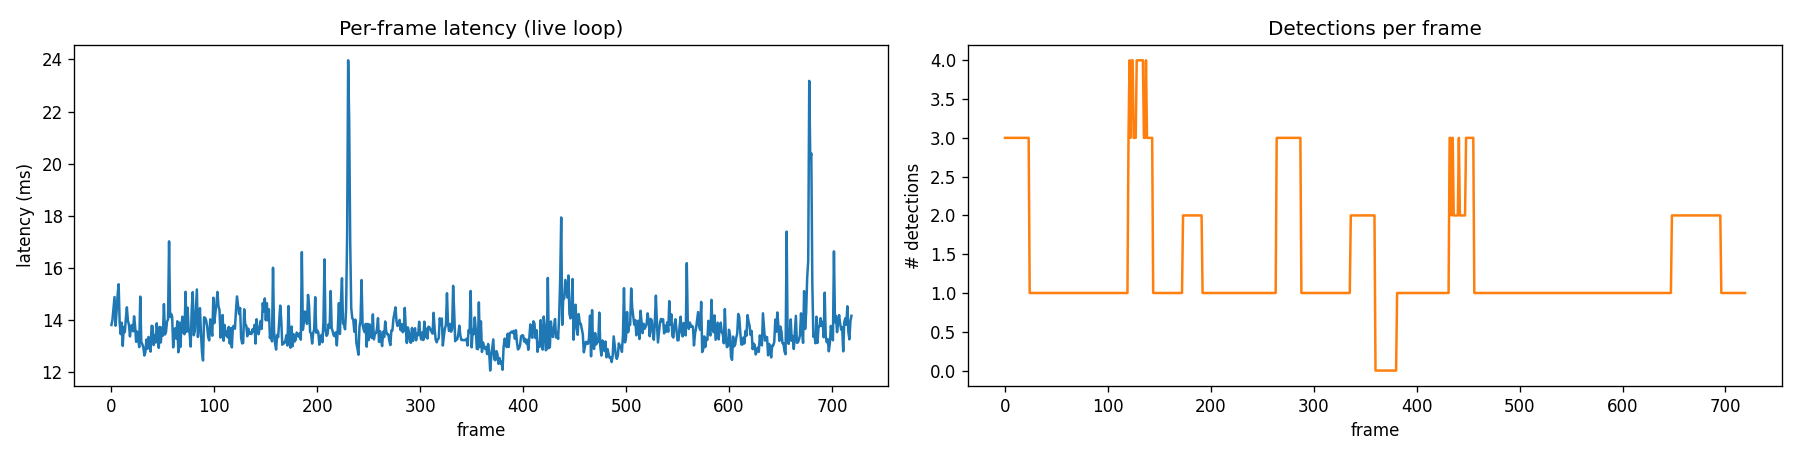 Per-frame latency (live loop)
24
22
20
18
16
14
12
latency (ms)
0 100 200 300 400 500 600 700
frame
Detections per frame
4.0
3.5
3.0
2.5
2.0
1.5
1.0
0.5
0.0
# detections
0 100 200 300 400 500 600 700
frame